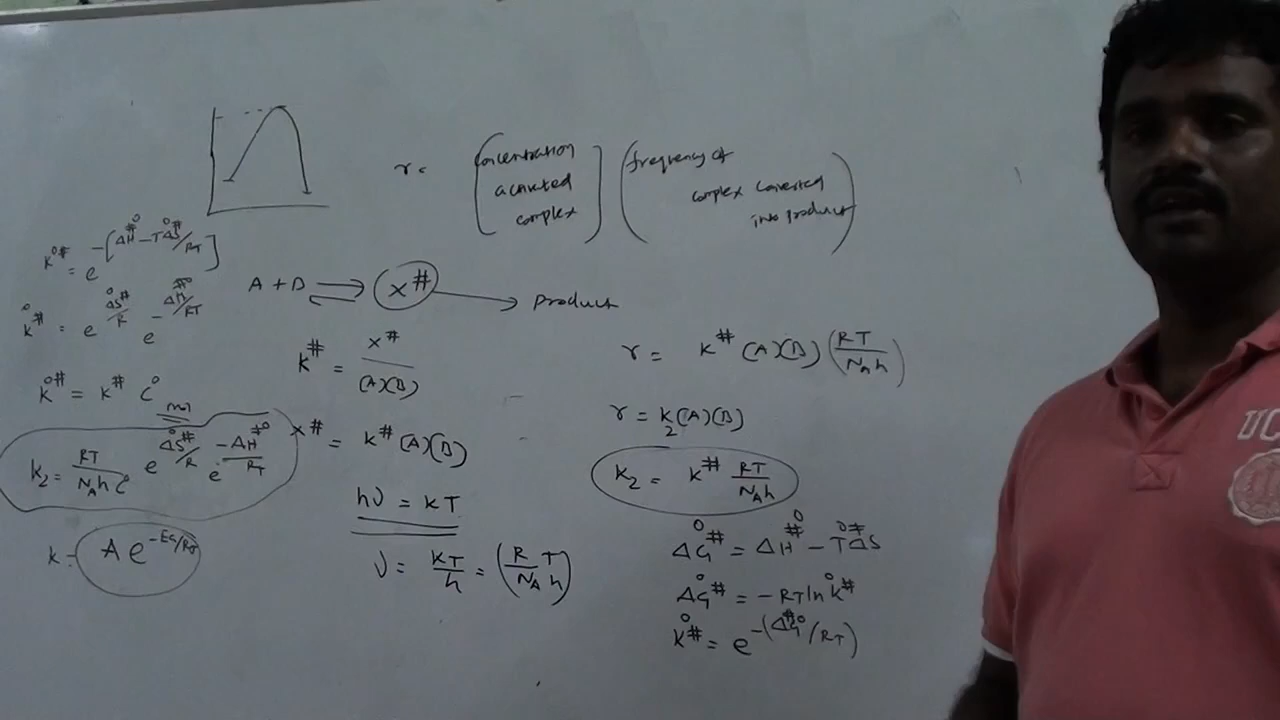 r = (concentration activated complex) (frequency of complex converted into product)
K°# = e^-[ΔH°# - TΔS°#/RT]
A + B ⇌ X# → product
K°# = e^ΔS°#/R e^-ΔH#°/RT
K# = X#/(A)(B)
r = K# (A)(B) (RT/N_A h)
K°# = K# C°
X# = K# (A)(B)
r = k₂(A)(B)
k₂ = RT/N_A h C° e^ΔS°#/R e^-ΔH#°/RT
k₂ = K# RT/N_A h
hν = KT
k = A e^-Ea/RT
ν = KT/h = (R/N_A T/h)
ΔG°# = ΔH#° - TΔS°#
ΔG°# = -RT ln K°#
K°# = e^-(ΔG#°/RT)
UC